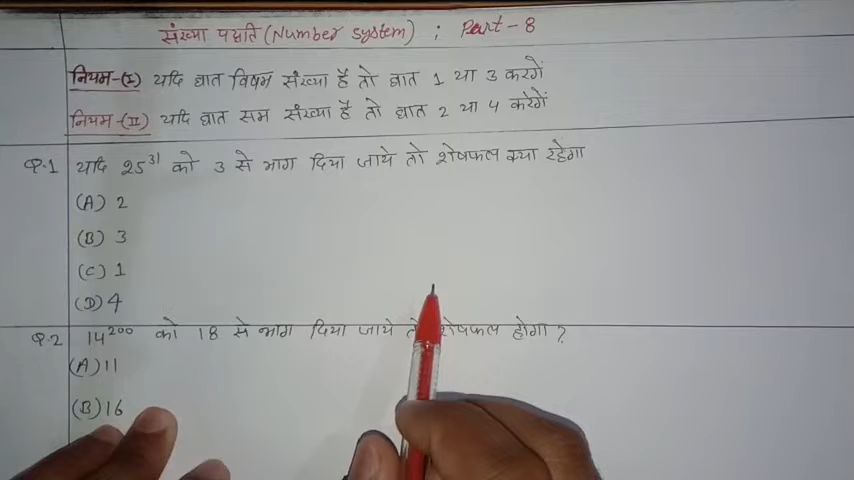 संख्या पद्धति (Number system) ; Part - 8
नियम-(I) यदि घात विषम संख्या है तो घात 1 या 3 करेगें
नियम-(II) यदि घात सम संख्या है तो घात 2 या 4 करेगें
Q.1 यदि 25³¹ को 3 से भाग दिया जाये तो शेषफल क्या रहेगा
(A) 2
(B) 3
(C) 1
(D) 4
Q.2 14²⁰⁰ को 18 से भाग दिया जाये तो शेषफल होगा ?
(A) 11
(B) 16